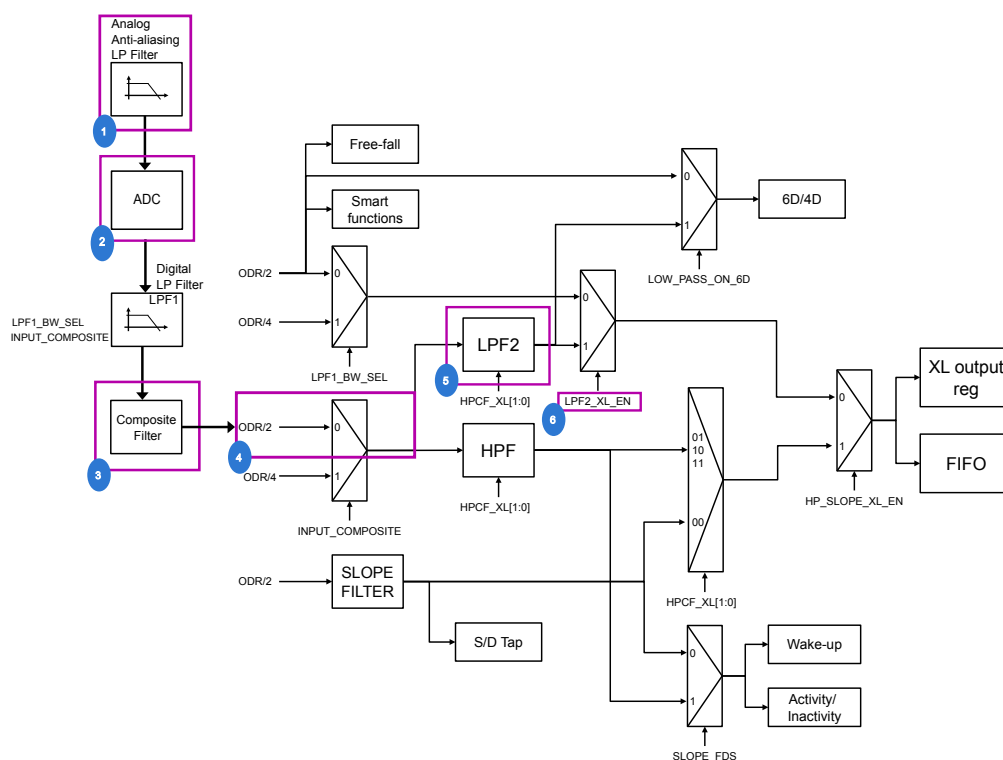 Analog
Anti-aliasing
LP Filter
1
ADC
2
Digital
LP Filter
LPF1
LPF1_BW_SEL
INPUT_COMPOSITE
Composite
Filter
3
Free-fall
Smart
functions
ODR/2
0
ODR/4
1
LPF1_BW_SEL
0
1
6D/4D
LOW_PASS_ON_6D
LPF2
5
HPCF_XL[1:0]
0
1
LPF2_XL_EN
6
ODR/2
0
4
ODR/4
1
INPUT_COMPOSITE
HPF
HPCF_XL[1:0]
01
10
11
00
HPCF_XL[1:0]
0
1
HP_SLOPE_XL_EN
XL output
reg
FIFO
ODR/2
SLOPE
FILTER
S/D Tap
0
1
SLOPE_FDS
Wake-up
Activity/
Inactivity